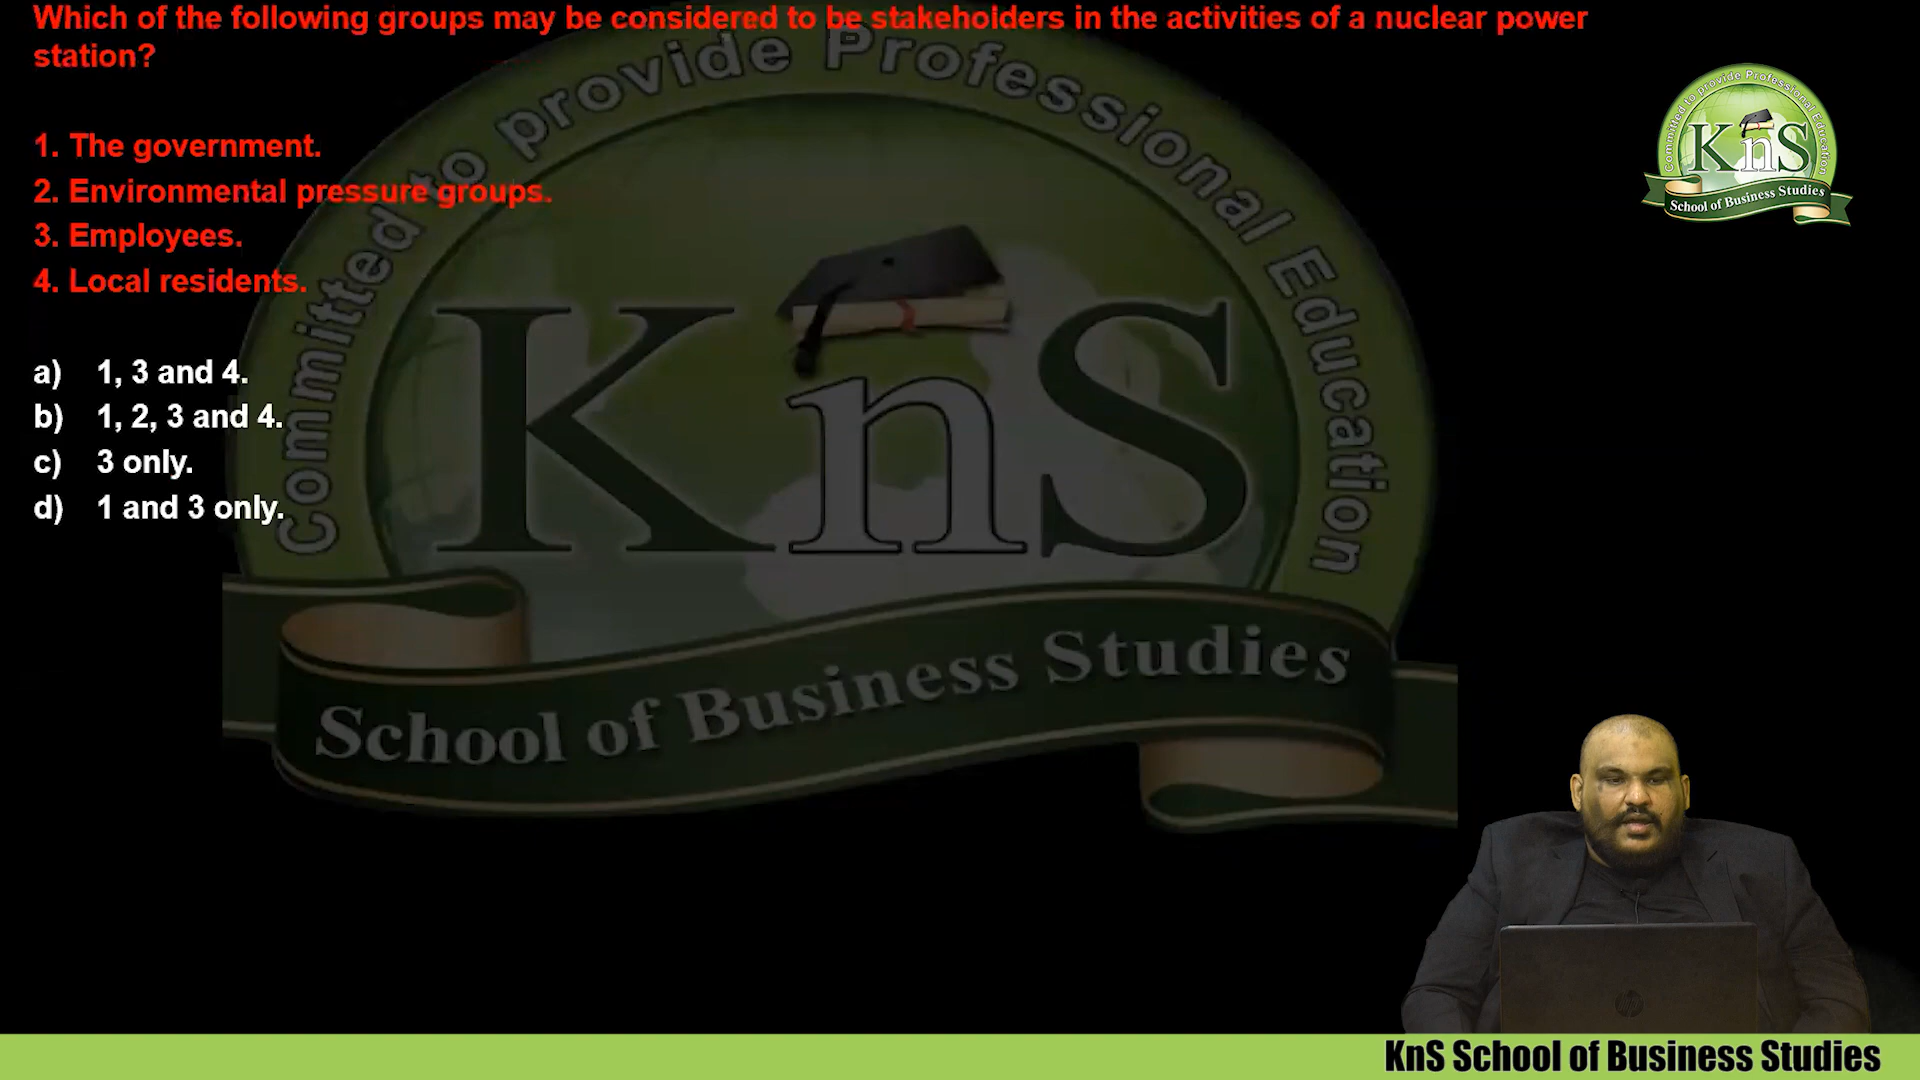 Which of the following groups may be considered to be stakeholders in the activities of a nuclear power
station?
1. The government.
2. Environmental pressure groups.
3. Employees.
4. Local residents.
a) 1, 3 and 4.
b) 1, 2, 3 and 4.
c) 3 only.
d) 1 and 3 only.
Committed to provide Professional Education
KnS
School of Business Studies
Committed to provide Professional Education
KnS
School of Business Studies
hp
KnS School of Business Studies